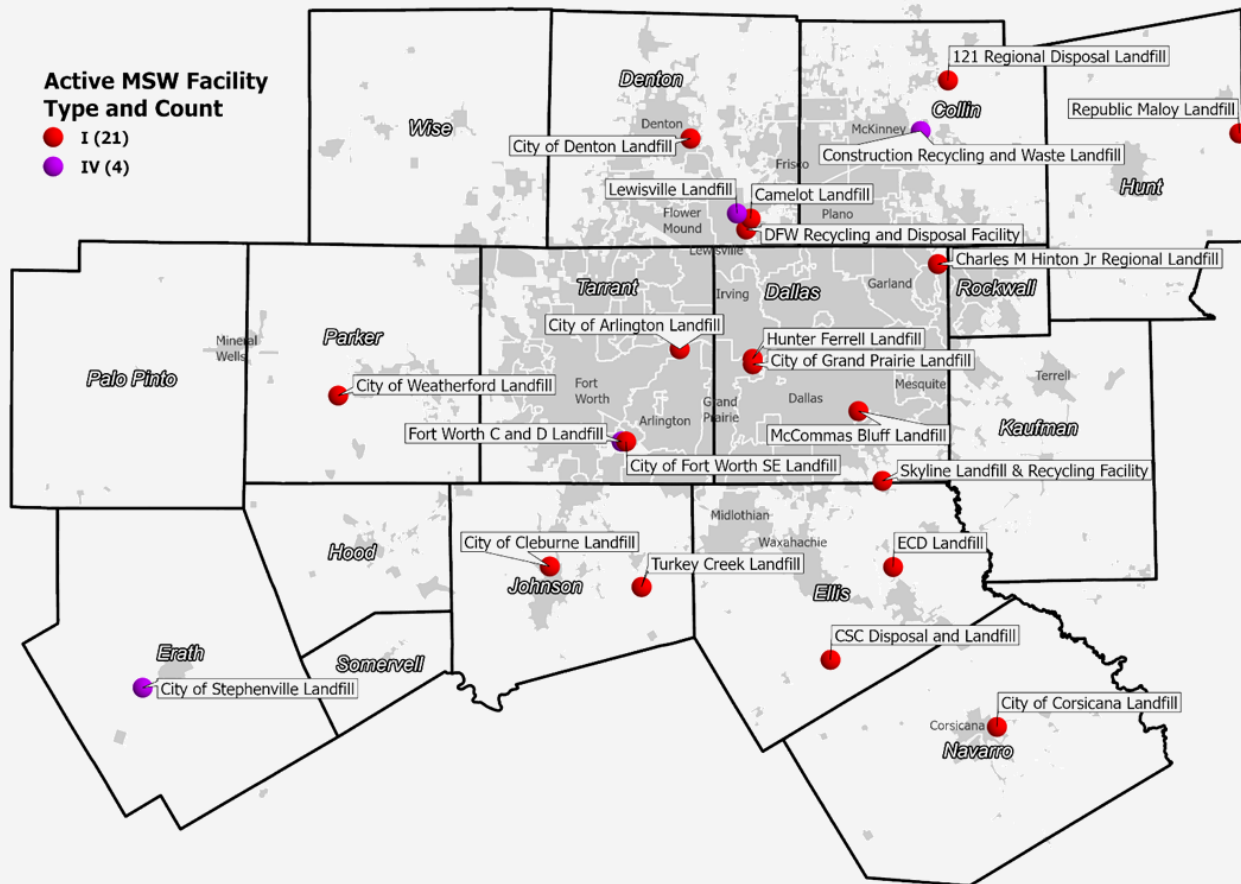 Active MSW Facility
Type and Count
I (21)
IV (4)
Denton
121 Regional Disposal Landfill
Collin
Republic Maloy Landfill
Wise
Denton
City of Denton Landfill
McKinney
Construction Recycling and Waste Landfill
Frisco
Hunt
Lewisville Landfill
Camelot Landfill
Flower
Mound
Plano
DFW Recycling and Disposal Facility
Lewisville
Charles M Hinton Jr Regional Landfill
Tarrant
Irving
Dallas
Garland
Rockwall
City of Arlington Landfill
Hunter Ferrell Landfill
City of Grand Prairie Landfill
Mineral
Wells
Parker
Palo Pinto
City of Weatherford Landfill
Fort
Worth
Grand
Prairie
Dallas
Mesquite
Terrell
Arlington
Kaufman
Fort Worth C and D Landfill
McCommas Bluff Landfill
City of Fort Worth SE Landfill
Skyline Landfill & Recycling Facility
Midlothian
Waxahachie
Hood
City of Cleburne Landfill
ECD Landfill
Turkey Creek Landfill
Johnson
Ellis
CSC Disposal and Landfill
Erath
Somervell
City of Stephenville Landfill
City of Corsicana Landfill
Corsicana
Navarro